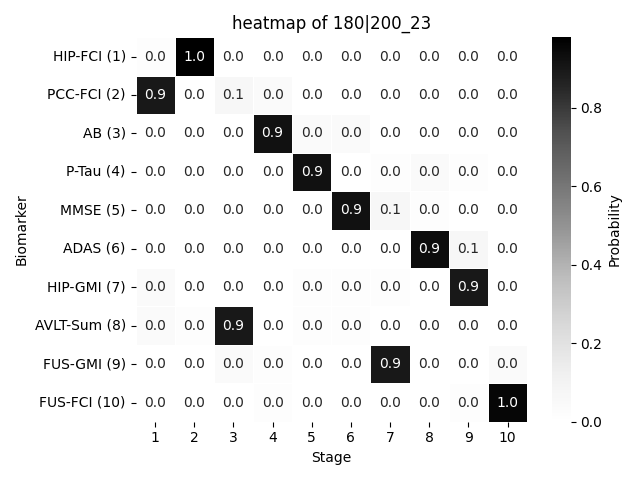 heatmap of 180|200_23
Biomarker
HIP-FCI (1) 0.0 1.0 0.0 0.0 0.0 0.0 0.0 0.0 0.0 0.0
PCC-FCI (2) 0.9 0.0 0.1 0.0 0.0 0.0 0.0 0.0 0.0 0.0
AB (3) 0.0 0.0 0.0 0.9 0.0 0.0 0.0 0.0 0.0 0.0
P-Tau (4) 0.0 0.0 0.0 0.0 0.9 0.0 0.0 0.0 0.0 0.0
MMSE (5) 0.0 0.0 0.0 0.0 0.0 0.9 0.1 0.0 0.0 0.0
ADAS (6) 0.0 0.0 0.0 0.0 0.0 0.0 0.0 0.9 0.1 0.0
HIP-GMI (7) 0.0 0.0 0.0 0.0 0.0 0.0 0.0 0.0 0.9 0.0
AVLT-Sum (8) 0.0 0.0 0.9 0.0 0.0 0.0 0.0 0.0 0.0 0.0
FUS-GMI (9) 0.0 0.0 0.0 0.0 0.0 0.0 0.9 0.0 0.0 0.0
FUS-FCI (10) 0.0 0.0 0.0 0.0 0.0 0.0 0.0 0.0 0.0 1.0
1 2 3 4 5 6 7 8 9 10
Stage
0.8
0.6
0.4
0.2
0.0
Probability